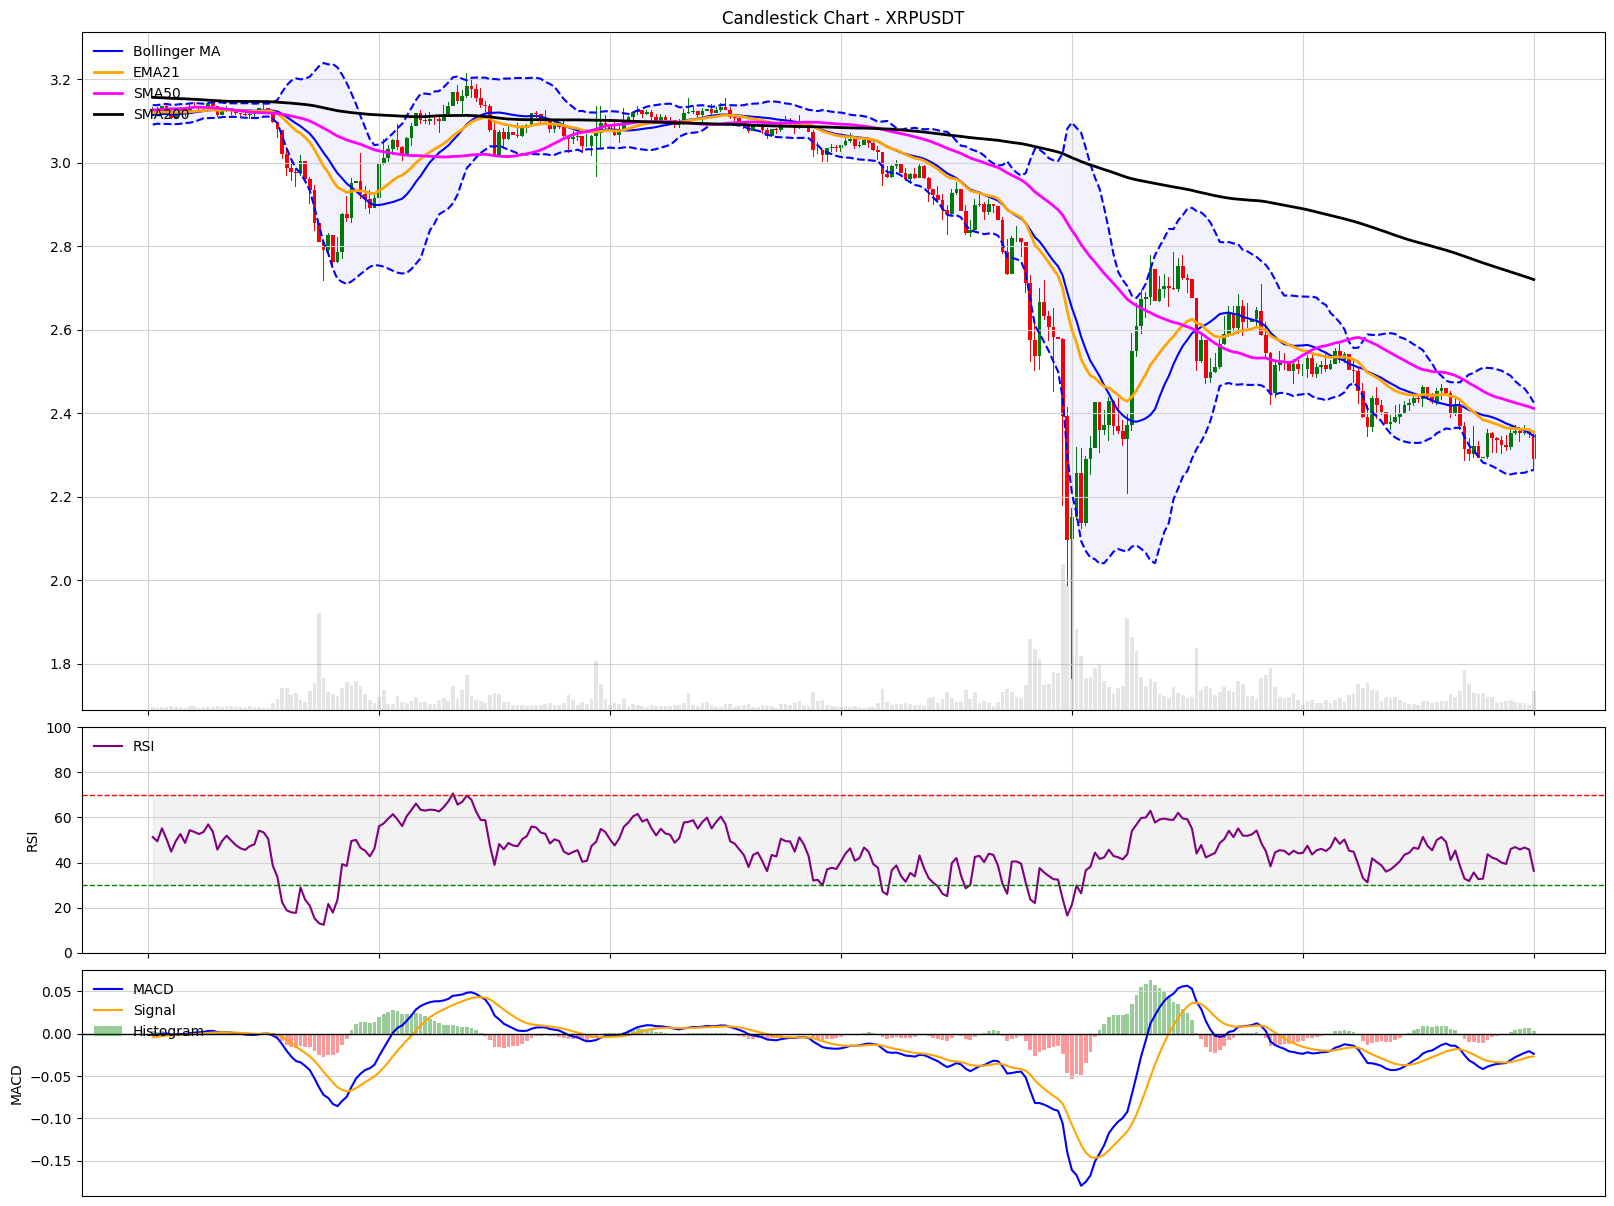 Candlestick Chart - XRPUSDT
Bollinger MA
EMA21
SMA50
SMA200
3.2
3.0
2.8
2.6
2.4
2.2
2.0
1.8
RSI
100
80
60
40
20
0
RSI
MACD
Signal
Histogram
0.05
0.00
−0.05
−0.10
−0.15
MACD